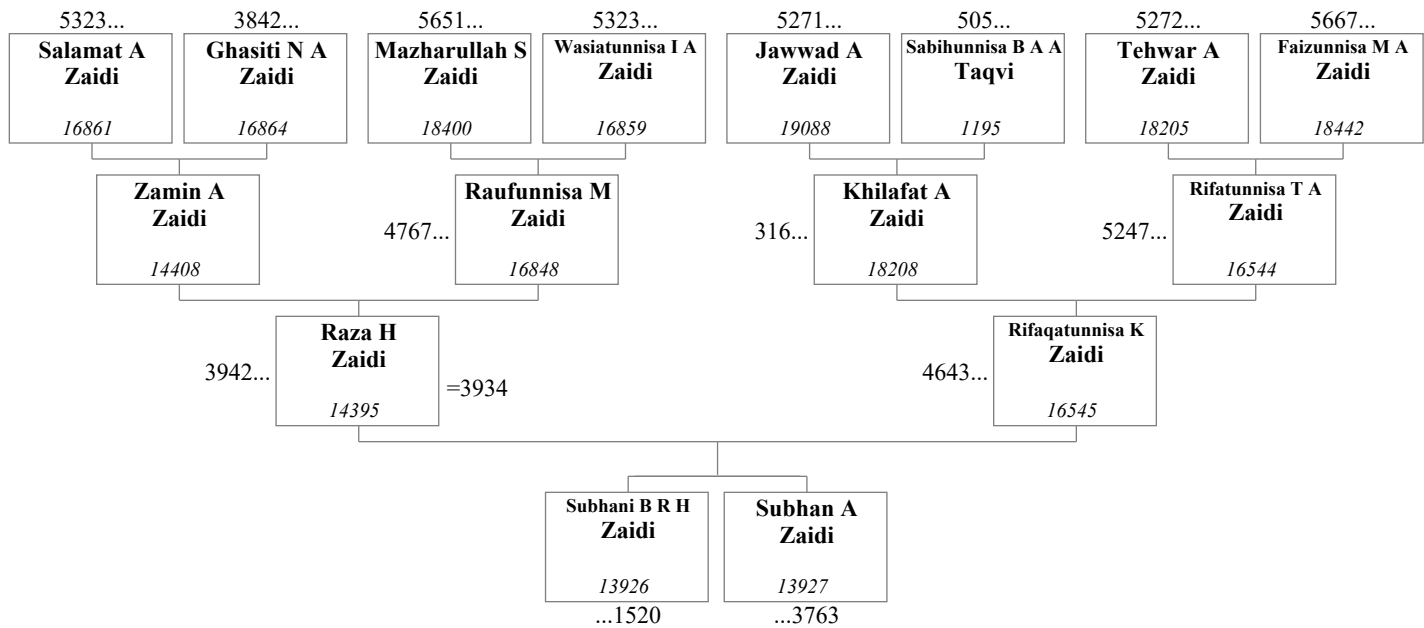 5323... 3842... 5651... 5323... 5271... 505... 5272... 5667...
Salamat A Ghasiti N A Mazharullah S Wasiatunnisa I A Jawwad A Sabihunnisa B A A Tehwar A Faizunnisa M A
Zaidi Zaidi Zaidi Zaidi Zaidi Taqvi Zaidi Zaidi
16861 16864 18400 16859 19088 1195 18205 18442
Zamin A Raufunnisa M Khilafat A Rifatunnisa T A
Zaidi Zaidi Zaidi Zaidi
4767... 316... 5247...
14408 16848 18208 16544
Raza H Rifaqatunnisa K
Zaidi Zaidi
3942... =3934 4643...
14395 16545
Subhani B R H Subhan A
Zaidi Zaidi
13926 13927
...1520 ...3763